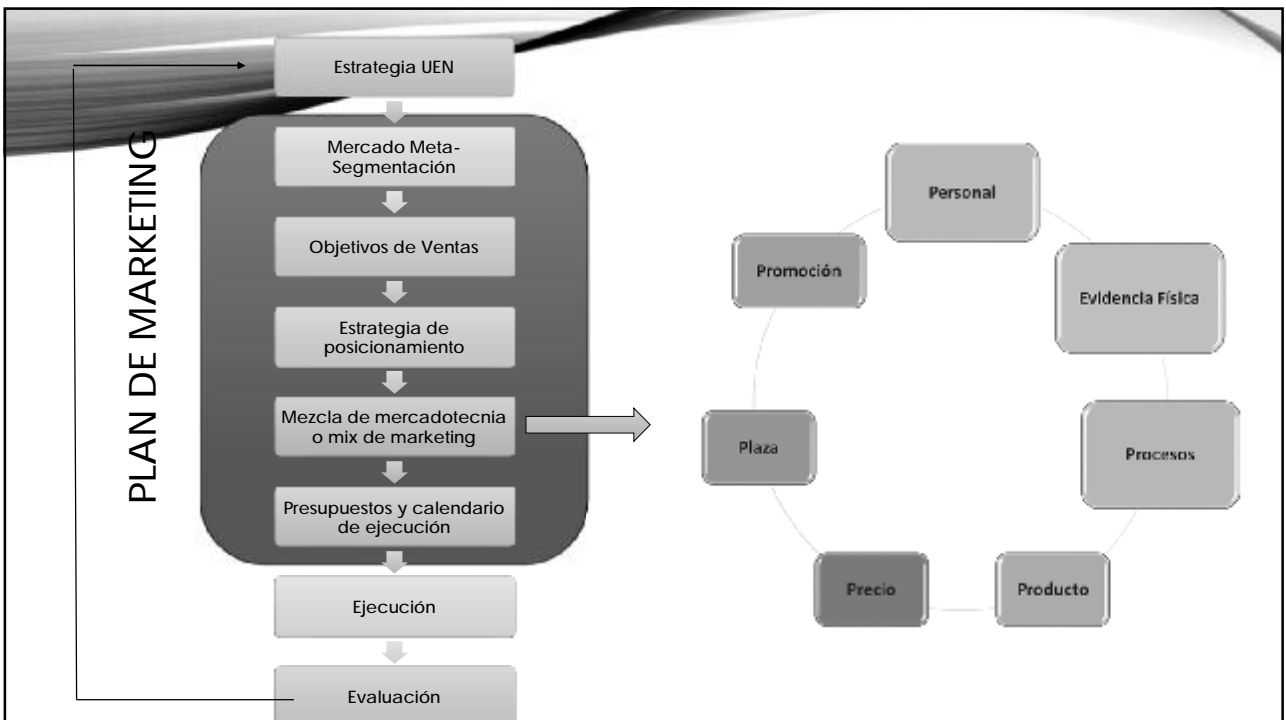 PLAN DE MARKETING
Estrategia UEN
Mercado Meta-
Segmentación
Objetivos de Ventas
Estrategia de
posicionamiento
Mezcla de mercadotecnia
o mix de marketing
Presupuestos y calendario
de ejecución
Ejecución
Evaluación
Personal
Evidencia Física
Procesos
Producto
Precio
Plaza
Promoción